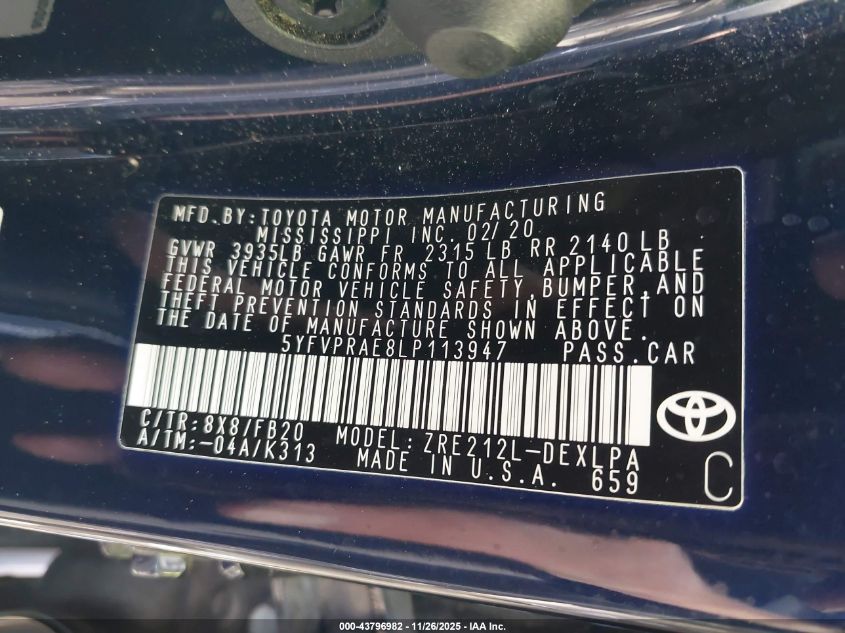 MFD.BY:TOYOTA MOTOR MANUFACTURING
MISSISSIPPI INC. 02/20
GVWR 3935LB GAWR FR 2315 LB RR 2140 LB
THIS VEHICLE CONFORMS TO ALL APPLICABLE
FEDERAL MOTOR VEHICLE SAFETY,BUMPER,AND
THEFT PREVENTION STANDARDS IN EFFECT ON
THE DATE OF MANUFACTURE SHOWN ABOVE.
5YFVPRAE8LP113947 PASS.CAR
C/TR:8X8/FB20 MODEL:ZRE212L-DEXLPA
A/TM:-04A/K313 MADE IN U.S.A. 659
C
000-43796982 - 11/26/2025 - IAA Inc.